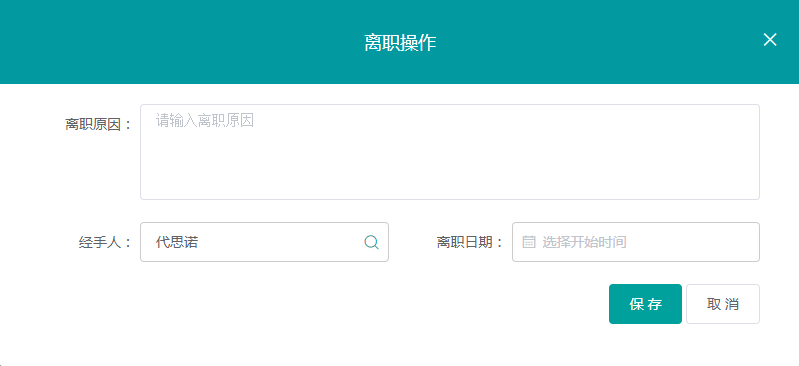 离职操作
离职原因：
请输入离职原因
经手人：
代思诺
离职日期：
选择开始时间
保 存
取 消